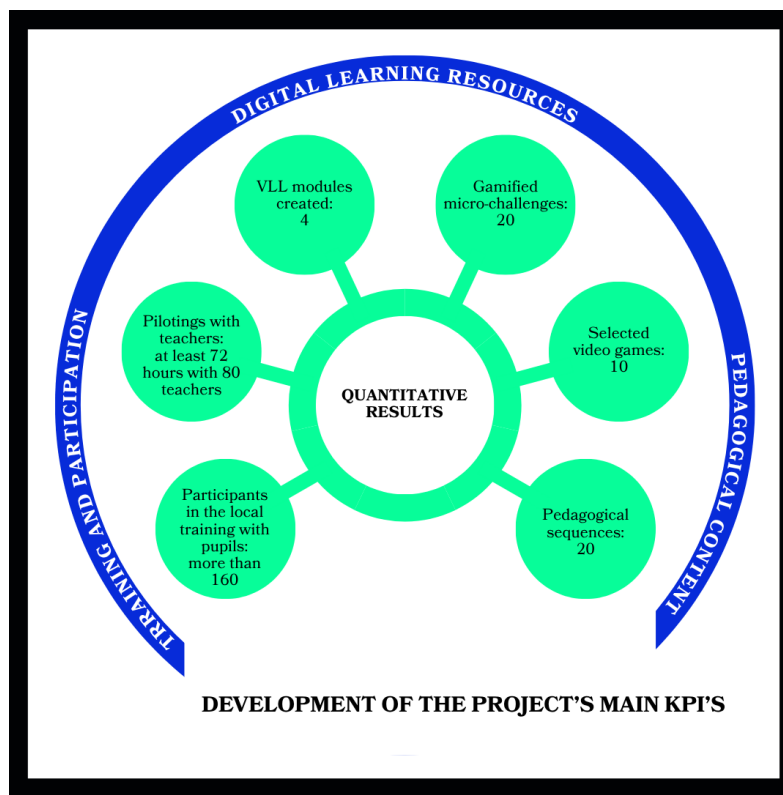 DIGITAL LEARNING RESOURCES
VLL modules
created:
4
Gamified
micro-challenges:
20
Pilotings with
teachers:
at least 72
hours with 80
teachers
Selected
video games:
10
QUANTITATIVE
RESULTS
Participants
in the local
training with
pupils:
more than
160
Pedagogical
sequences:
20
TRRAINING AND PARTICIPATION
PEDAGOGICAL CONTENT
DEVELOPMENT OF THE PROJECT’S MAIN KPI’S